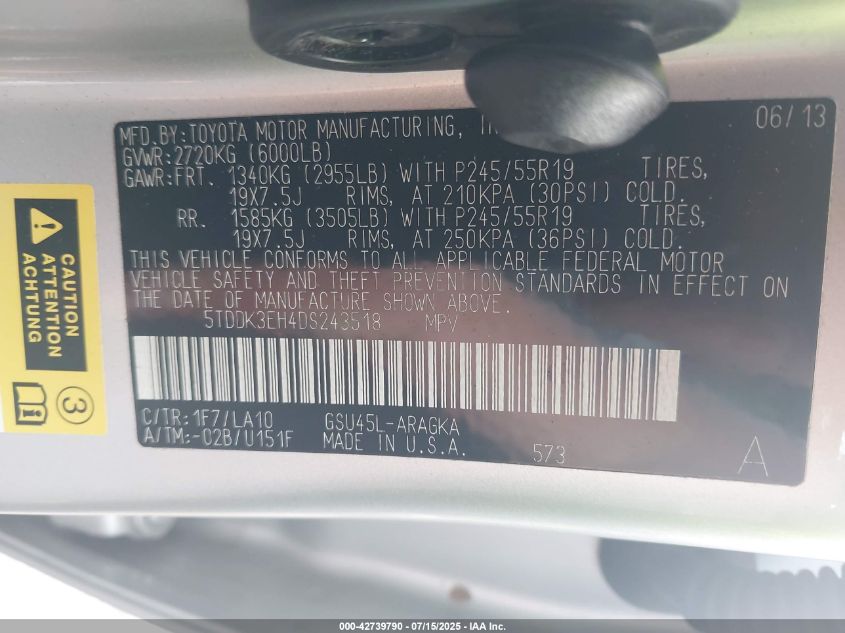 06/13
MFD.BY:TOYOTA MOTOR MANUFACTURING,
GVWR:2720KG (6000LB)
GAWR:FRT. 1340KG (2955LB) WITH P245/55R19 TIRES,
19X7.5J RIMS, AT 210KPA (30PSI) COLD.
RR. 1585KG (3505LB) WITH P245/55R19 TIRES,
19X7.5J RIMS, AT 250KPA (36PSI) COLD.
THIS VEHICLE CONFORMS TO ALL APPLICABLE FEDERAL MOTOR
VEHICLE SAFETY AND THEFT PREVENTION STANDARDS IN EFFECT ON
THE DATE OF MANUFACTURE SHOWN ABOVE.
5TDDK3EH4DS243518 MPV
C/TR:1F7/LA10 GSU45L-ARAGKA
A/TM:-02B/U151F MADE IN U.S.A. 573 A
CAUTION
ATTENTION
ACHTUNG
3
000-42739790 - 07/15/2025 - IAA Inc.